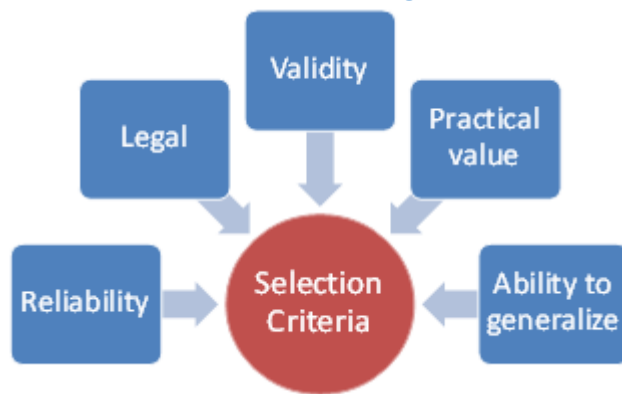 Validity
Legal
Practical
value
Reliability
Selection
Criteria
Ability to
generalize